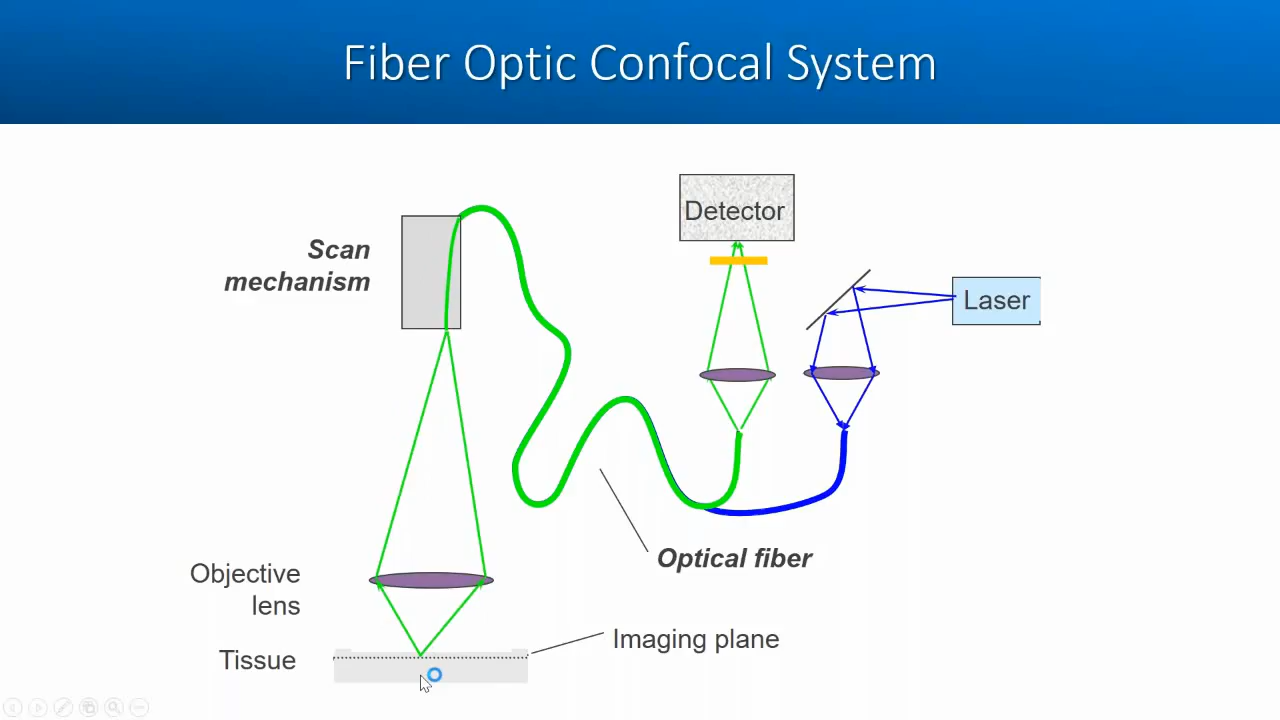 Fiber Optic Confocal System
Detector
Scan
mechanism
Laser
Optical fiber
Objective
lens
Imaging plane
Tissue